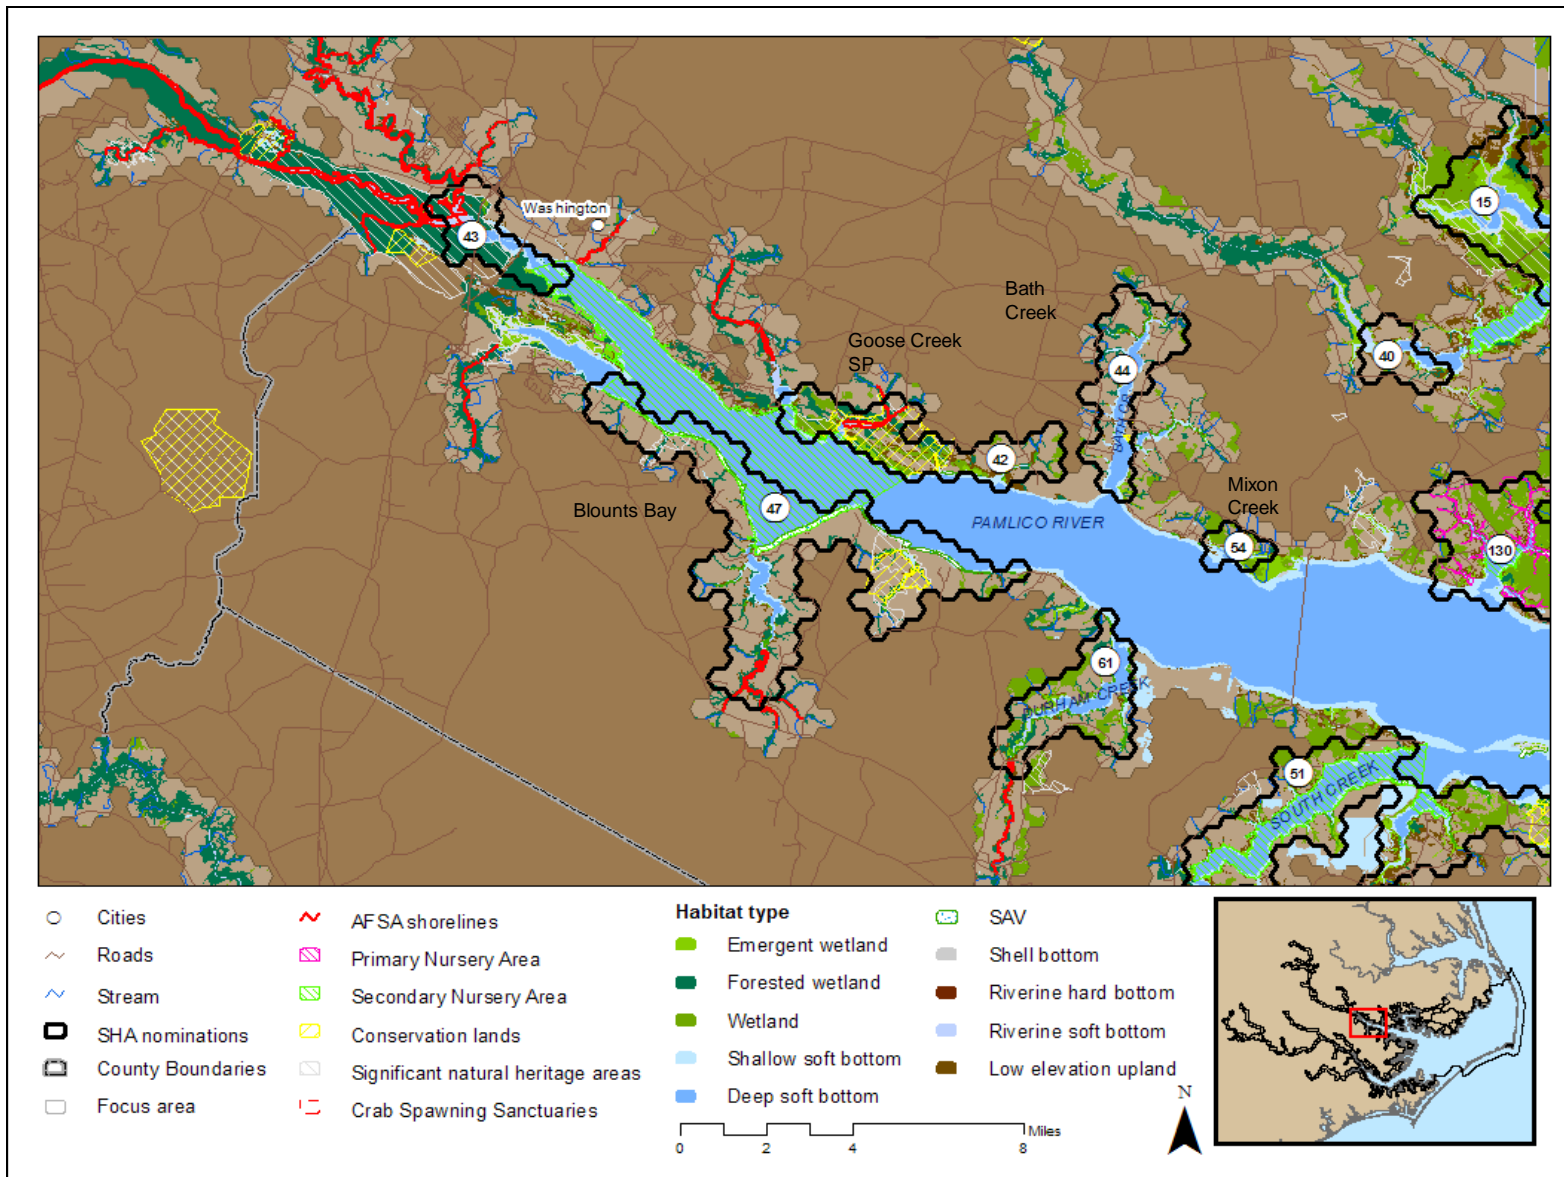 Washington
43
15
Bath
Creek
40
Goose Creek
SP
44
BATH CR
42
Mixon
Creek
47
Blounts Bay
PAMLICO RIVER
54
130
61
DURHAM CREEK
51
SOUTH CREEK
Cities
Roads
Stream
SHA nominations
County Boundaries
Focus area
AFSA shorelines
Primary Nursery Area
Secondary Nursery Area
Conservation lands
Significant natural heritage areas
Crab Spawning Sanctuaries
Habitat type
Emergent wetland
Forested wetland
Wetland
Shallow soft bottom
Deep soft bottom
SAV
Shell bottom
Riverine hard bottom
Riverine soft bottom
Low elevation upland
Miles
0 2 4 8
N